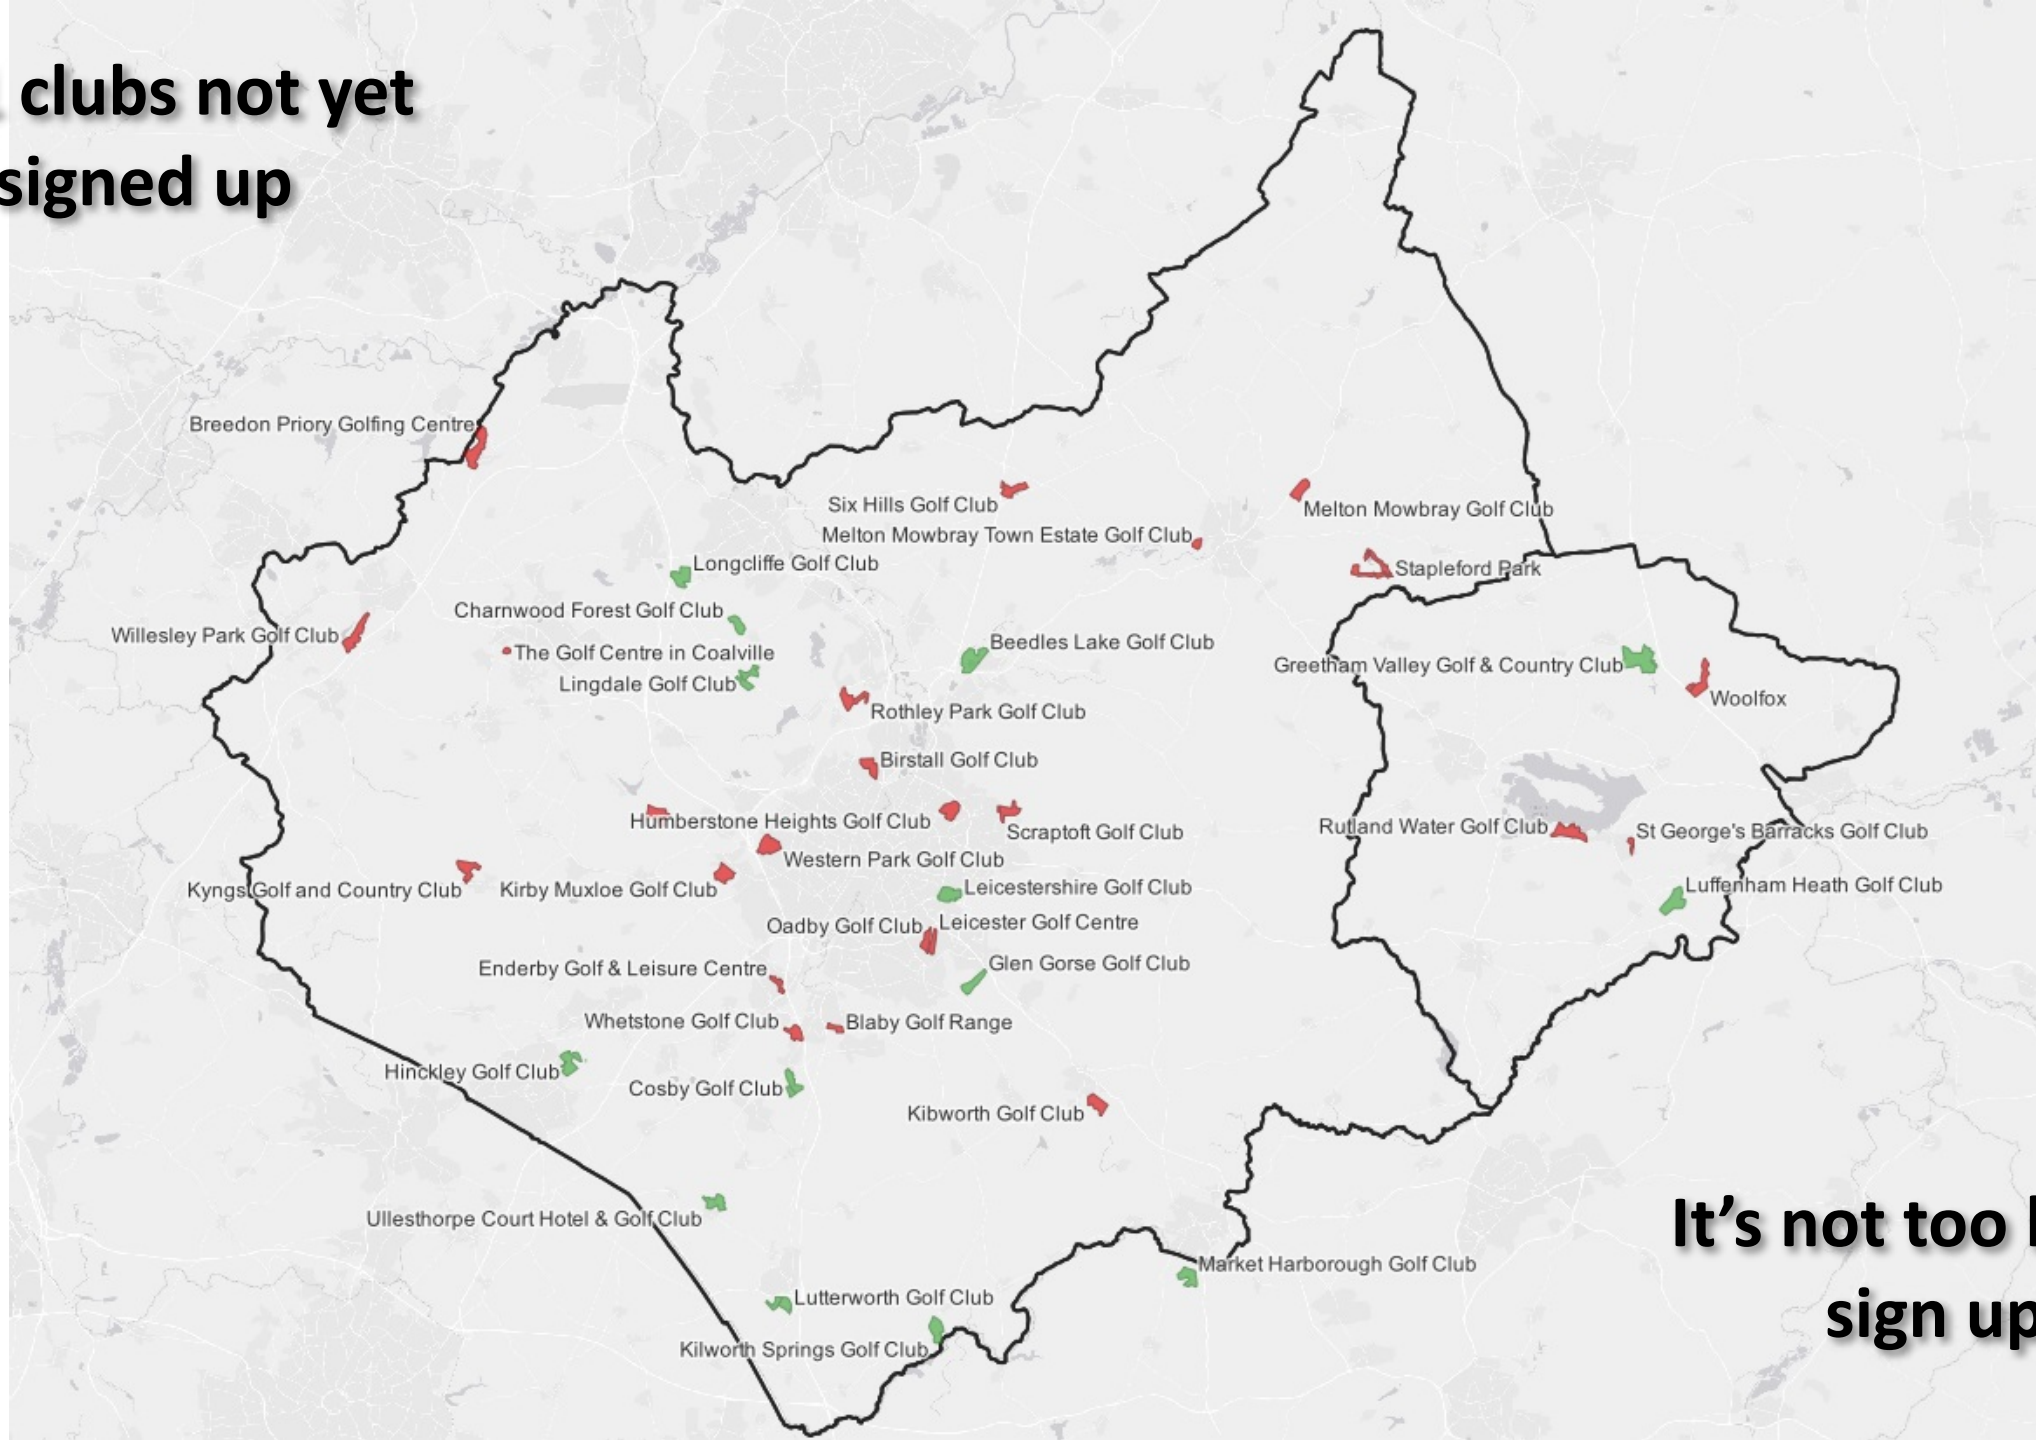 clubs not yet
signed up
Breedon Priory Golfing Centre
Six Hills Golf Club
Melton Mowbray Golf Club
Melton Mowbray Town Estate Golf Club
Longcliffe Golf Club
Stapleford Park
Charnwood Forest Golf Club
Willesley Park Golf Club
Beedles Lake Golf Club
The Golf Centre in Coalville
Greetham Valley Golf & Country Club
Lingdale Golf Club
Woolfox
Rothley Park Golf Club
Birstall Golf Club
Humberstone Heights Golf Club
Scraptoft Golf Club
Rutland Water Golf Club
St George's Barracks Golf Club
Western Park Golf Club
Kyngs Golf and Country Club
Kirby Muxloe Golf Club
Leicestershire Golf Club
Luffenham Heath Golf Club
Oadby Golf Club
Leicester Golf Centre
Enderby Golf & Leisure Centre
Glen Gorse Golf Club
Whetstone Golf Club
Blaby Golf Range
Hinckley Golf Club
Cosby Golf Club
Kibworth Golf Club
Ullesthorpe Court Hotel & Golf Club
Market Harborough Golf Club
Lutterworth Golf Club
Kilworth Springs Golf Club
It’s not too
sign up